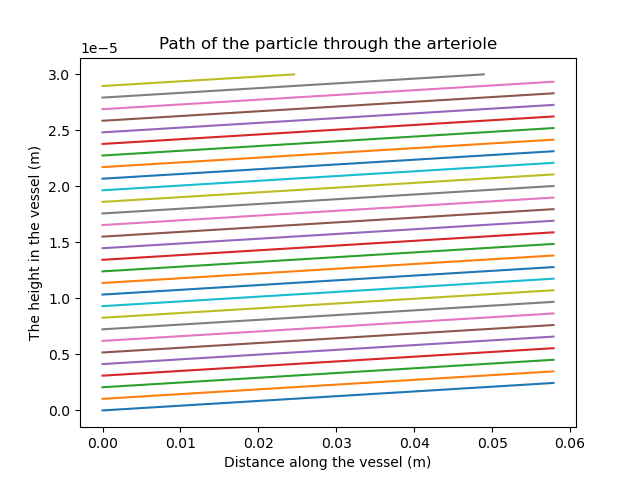 Path of the particle through the arteriole
1e−5
The height in the vessel (m)
3.0
2.5
2.0
1.5
1.0
0.5
0.0
0.00 0.01 0.02 0.03 0.04 0.05 0.06
Distance along the vessel (m)